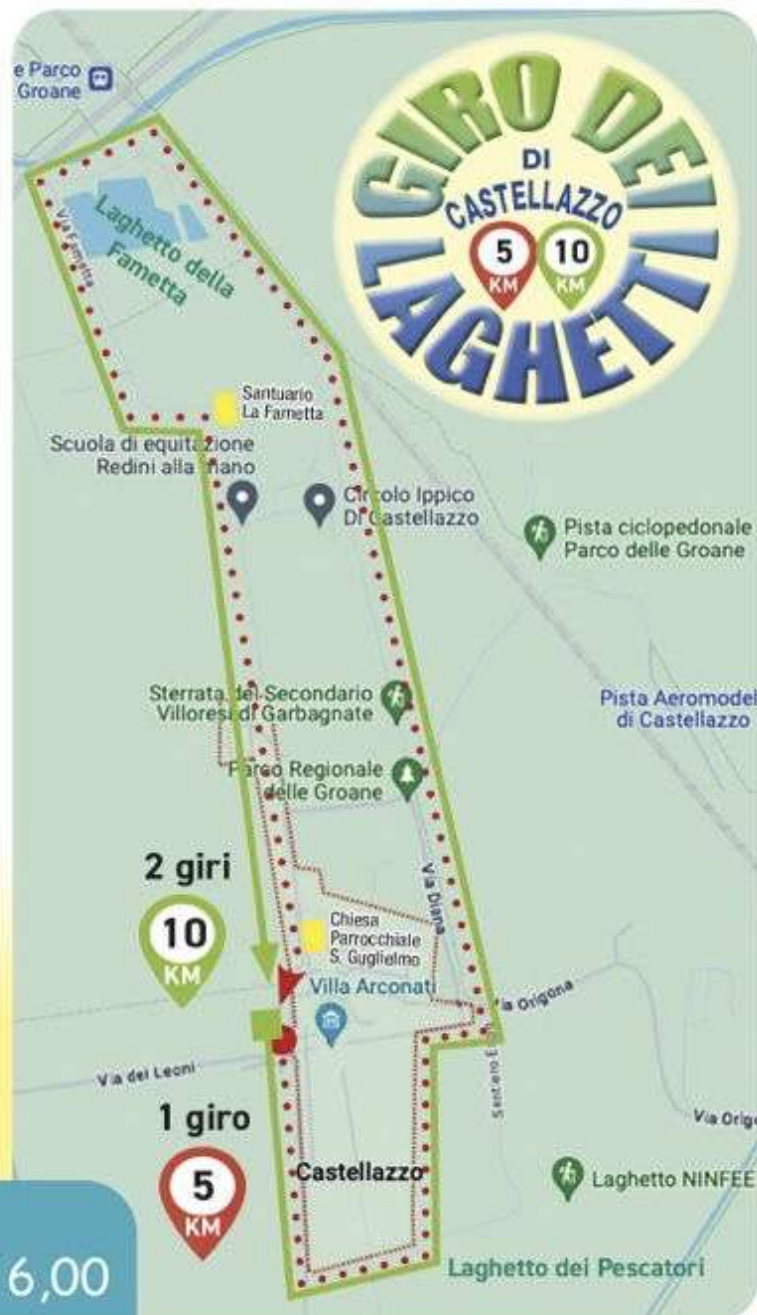 e Parco
Groane
GIRO DEI
LAGHETTI
DI
CASTELLAZZO
5
KM
10
KM
Laghetto della
Fametta
Via Fametta
Santuario
La Fametta
Scuola di equitazione
Redini alla mano
Circolo Ippico
Di Castellazzo
Pista ciclopedonale
Parco delle Groane
Sterrata del Secondario
Villoresi di Garbagnate
Pista Aeromodel
di Castellazzo
Parco Regionale
delle Groane
2 giri
10
KM
Via Diana
Chiesa
Parrocchiale
S. Guglielmo
Villa Arconati
Via Origona
Via dei Leoni
Sentiero E
Via Origo
1 giro
5
KM
Castellazzo
Laghetto NINFEE
Laghetto dei Pescatori
6,00